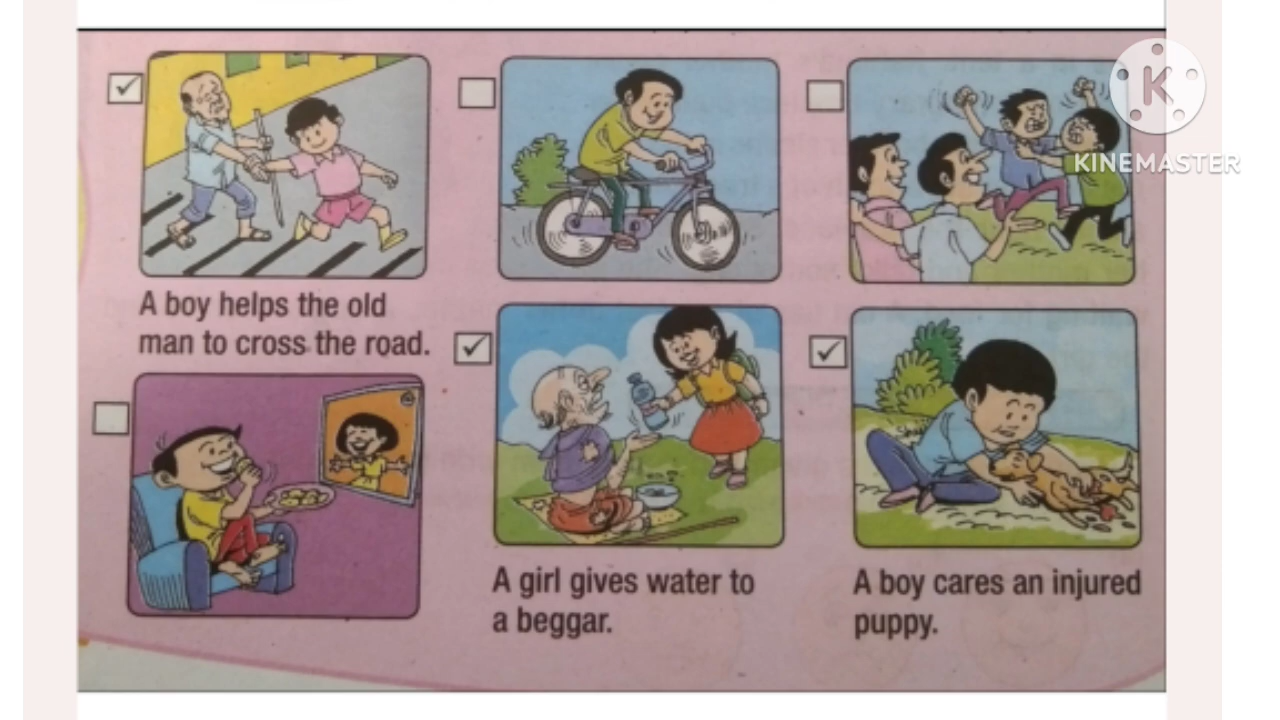 K
KINEMASTER
A boy helps the old
man to cross the road.
A girl gives water to
a beggar.
A boy cares an injured
puppy.